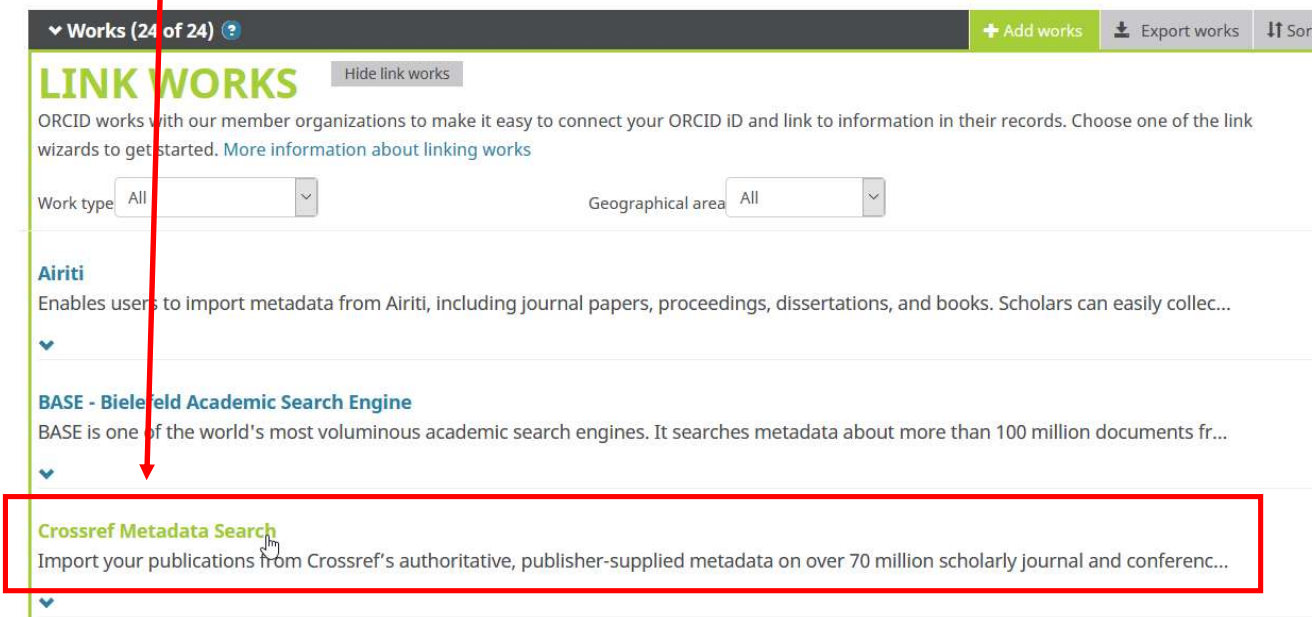 Works (24 of 24) ?
Add works
Export works
Sor
LINK WORKS
Hide link works
ORCID works with our member organizations to make it easy to connect your ORCID iD and link to information in their records. Choose one of the link
wizards to get started. More information about linking works
Work type All
Geographical area All
Airiti
Enables users to import metadata from Airiti, including journal papers, proceedings, dissertations, and books. Scholars can easily collec...
BASE - Bielefeld Academic Search Engine
BASE is one of the world's most voluminous academic search engines. It searches metadata about more than 100 million documents fr...
Crossref Metadata Search
Import your publications from Crossref's authoritative, publisher-supplied metadata on over 70 million scholarly journal and conferenc...